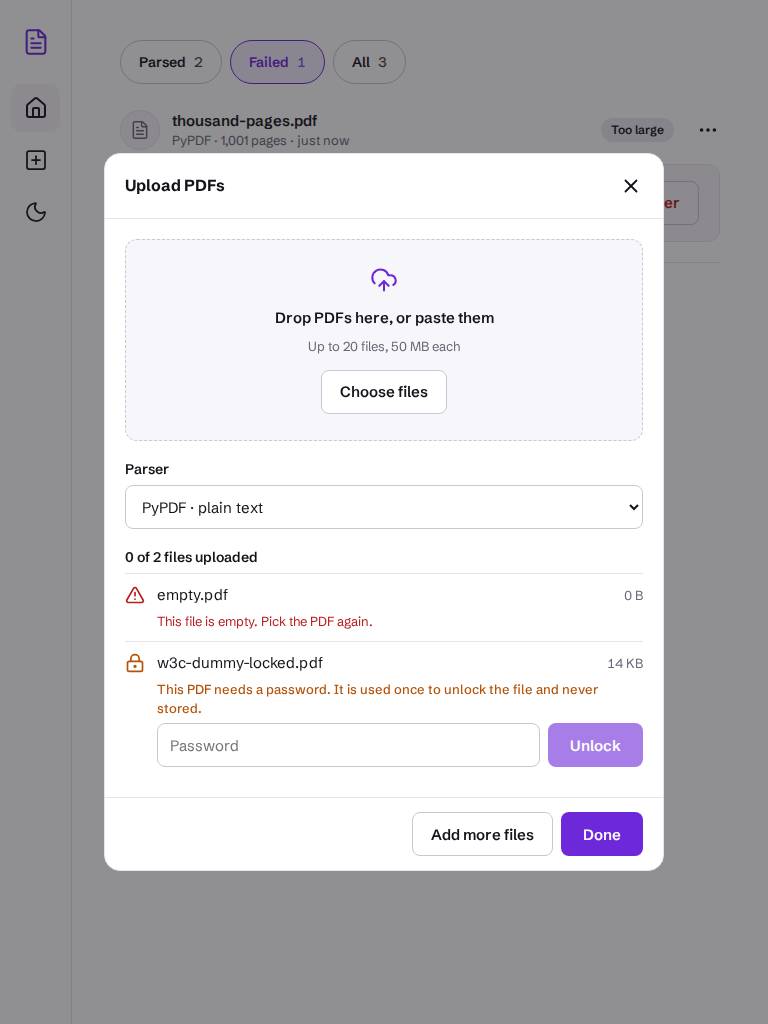 Parsed 2
Failed 1
All 3
thousand-pages.pdf
Too large
PyPDF · 1,001 pages · just now
Upload PDFs
Drop PDFs here, or paste them
Up to 20 files, 50 MB each
Choose files
Parser
PyPDF · plain text
0 of 2 files uploaded
empty.pdf
0 B
This file is empty. Pick the PDF again.
w3c-dummy-locked.pdf
14 KB
This PDF needs a password. It is used once to unlock the file and never
stored.
Password
Unlock
Add more files
Done